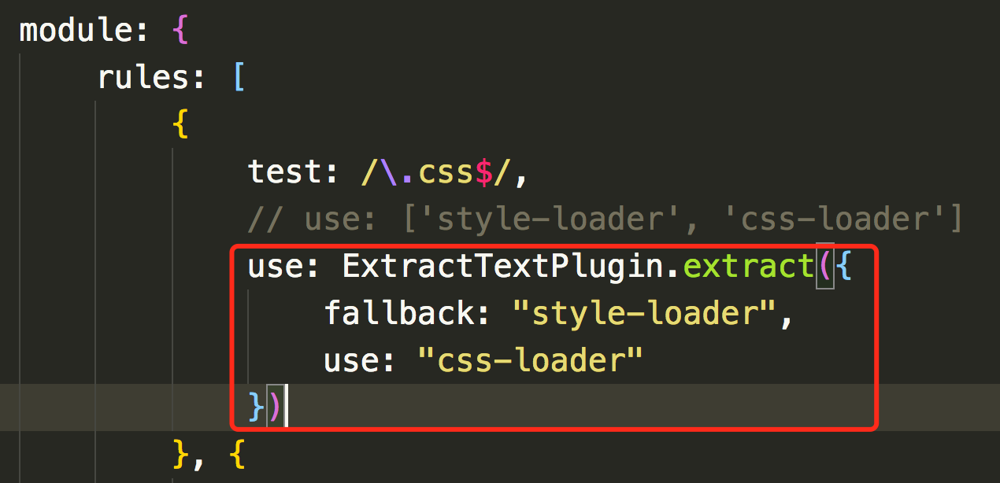 module: {
    rules: [
        {
            test: /\.css$/,
            // use: ['style-loader', 'css-loader']
            use: ExtractTextPlugin.extract({
                fallback: "style-loader",
                use: "css-loader"
            })
        }, {